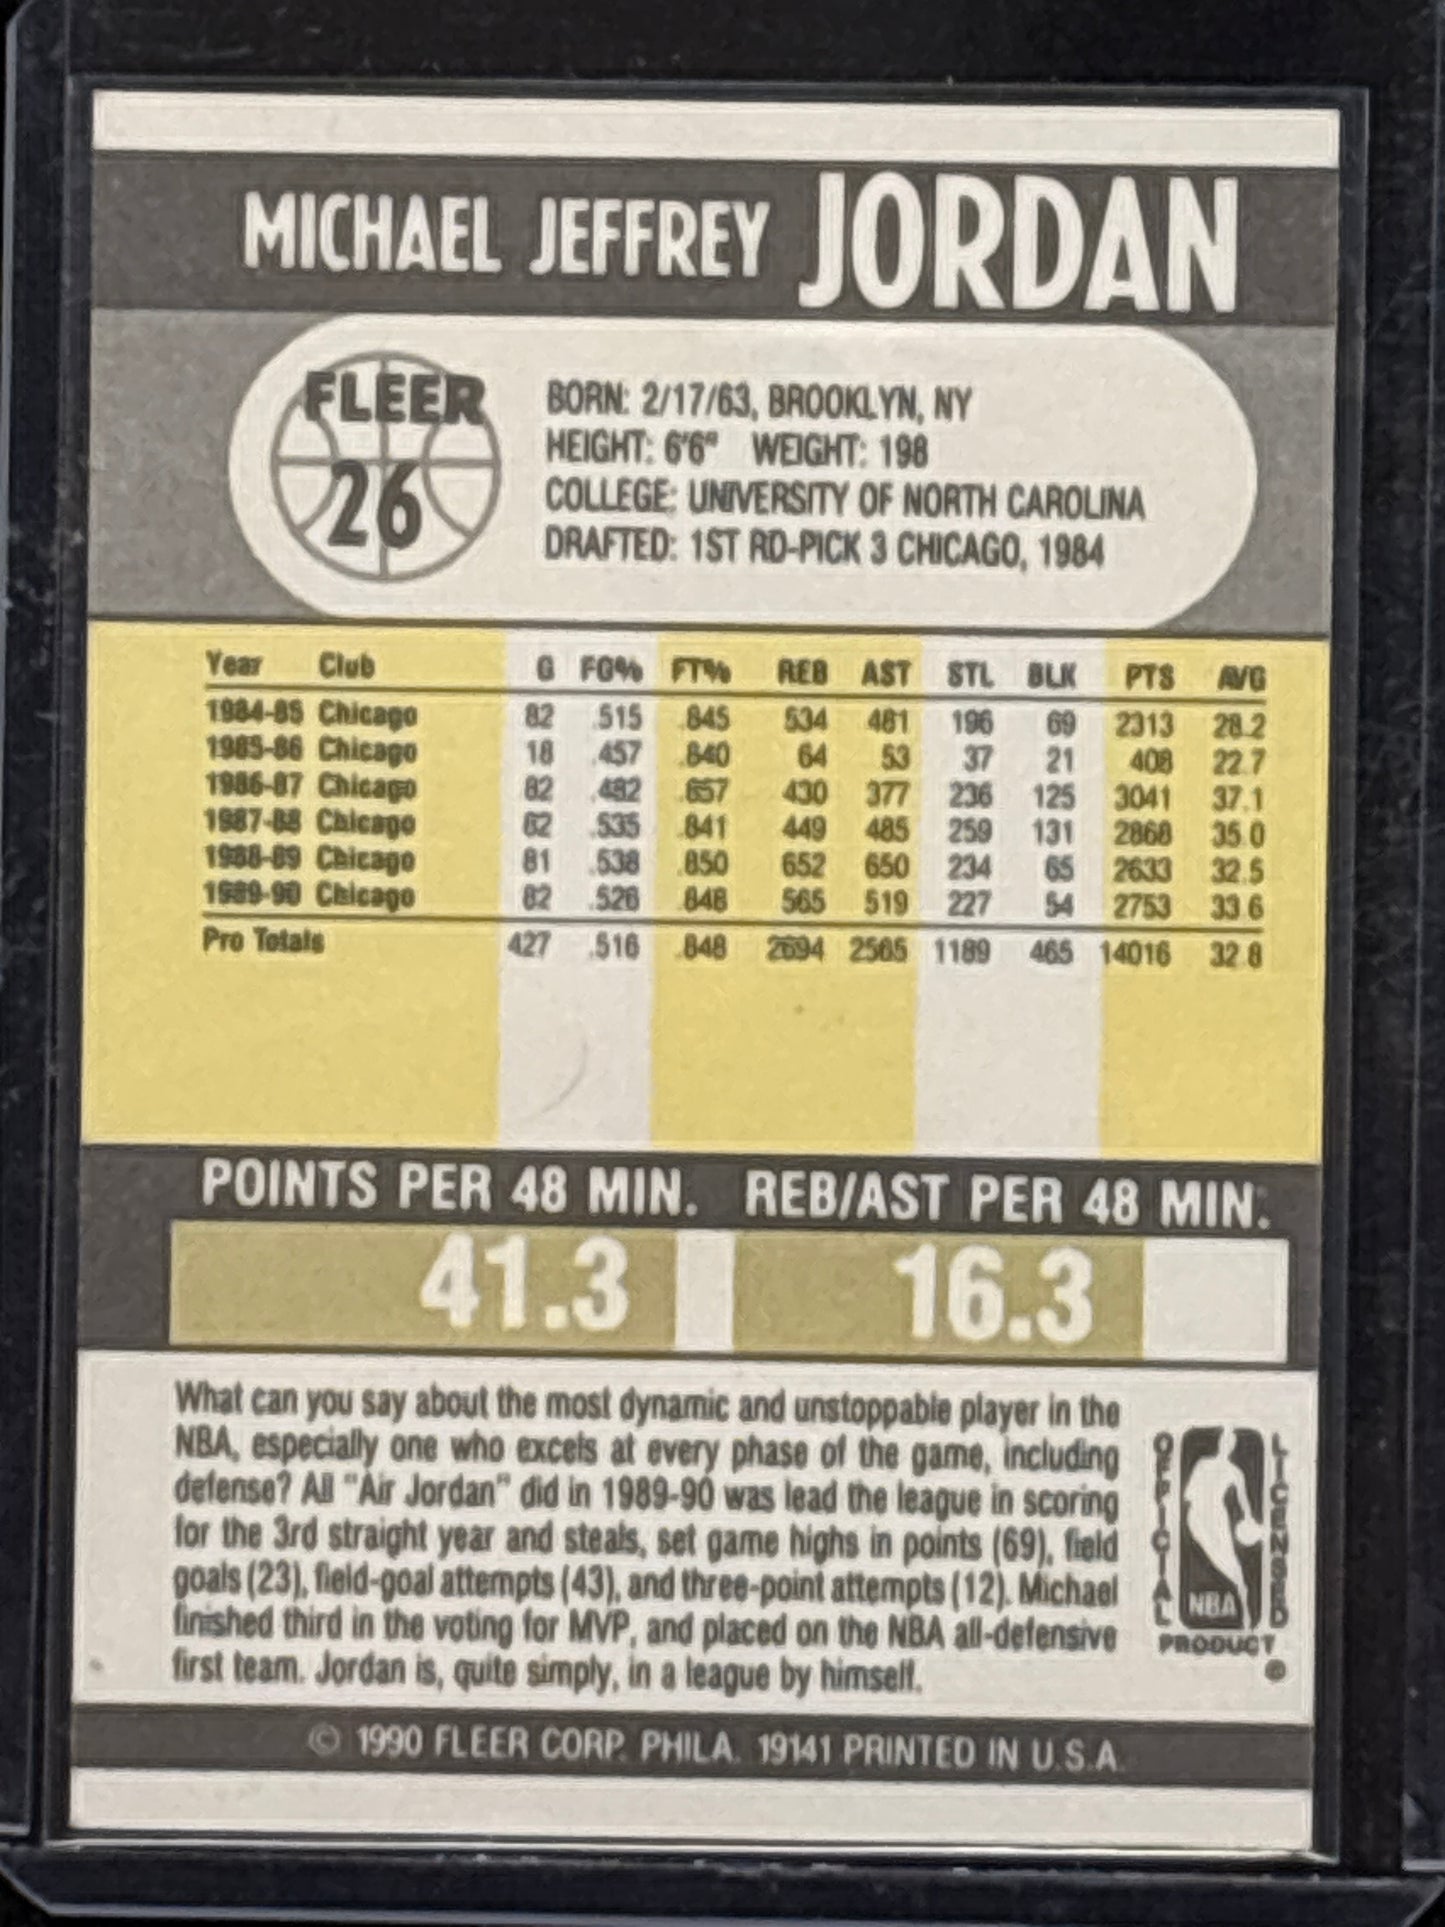 MICHAEL JEFFREY JORDAN
FLEER
26
BORN: 2/17/63, BROOKLYN, NY
HEIGHT: 6'6" WEIGHT: 198
COLLEGE: UNIVERSITY OF NORTH CAROLINA
DRAFTED: 1ST RD-PICK 3 CHICAGO, 1984
Year Club G FG% FT% REB AST STL BLK PTS AVG
1984-85 Chicago 82 .515 .845 534 481 196 69 2313 28.2
1985-86 Chicago 18 .457 .840 64 53 37 21 408 22.7
1986-87 Chicago 82 .482 .857 430 377 236 125 3041 37.1
1987-88 Chicago 82 .535 .841 449 485 259 131 2868 35.0
1988-89 Chicago 81 .538 .850 652 650 234 65 2633 32.5
1989-90 Chicago 82 .526 .848 565 519 227 54 2753 33.6
Pro Totals 427 .516 .848 2694 2565 1189 465 14016 32.8
POINTS PER 48 MIN. REB/AST PER 48 MIN.
41.3 16.3
What can you say about the most dynamic and unstoppable player in the
NBA, especially one who excels at every phase of the game, including
defense? All "Air Jordan" did in 1989-90 was lead the league in scoring
for the 3rd straight year and steals, set game highs in points (69), field
goals (23), field-goal attempts (43), and three-point attempts (12). Michael
finished third in the voting for MVP, and placed on the NBA all-defensive
first team. Jordan is, quite simply, in a league by himself.
OFFICIAL
NBA
LICENSED
PRODUCT
®
© 1990 FLEER CORP. PHILA. 19141 PRINTED IN U.S.A.